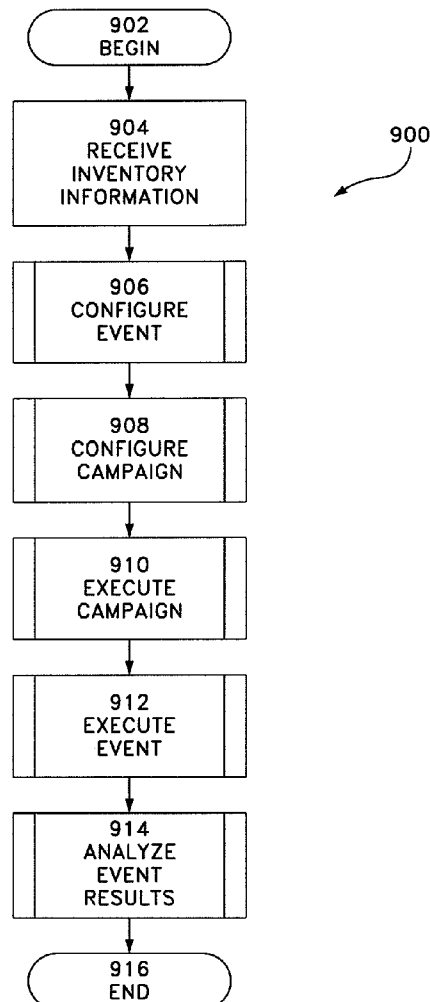 902
BEGIN
904
RECEIVE
INVENTORY
INFORMATION
900
906
CONFIGURE
EVENT
908
CONFIGURE
CAMPAIGN
910
EXECUTE
CAMPAIGN
912
EXECUTE
EVENT
914
ANALYZE
EVENT
RESULTS
916
END